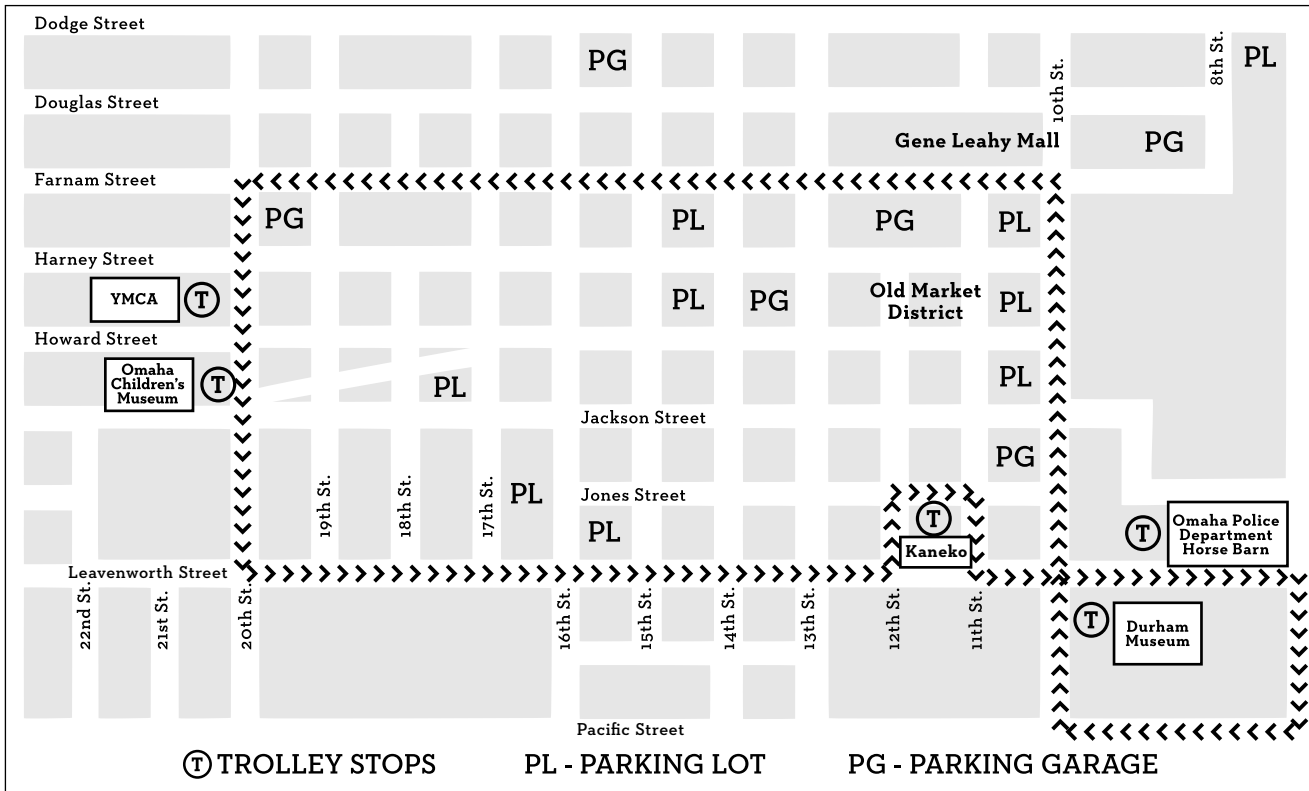 Dodge Street
PG
10th St.
8th St.
PL
Douglas Street
Gene Leahy Mall
PG
Farnam Street
PG
PL
PG
PL
Harney Street
YMCA
T
PL
PG
Old Market
District
PL
Howard Street
Omaha
Children's
Museum
T
PL
PL
Jackson Street
PG
19th St.
18th St.
17th St.
PL
Jones Street
PL
T
Kaneko
T
Omaha Police
Department
Horse Barn
Leavenworth Street
22nd St.
21st St.
20th St.
16th St.
15th St.
14th St.
13th St.
12th St.
11th St.
T
Durham
Museum
Pacific Street
T TROLLEY STOPS
PL - PARKING LOT
PG - PARKING GARAGE